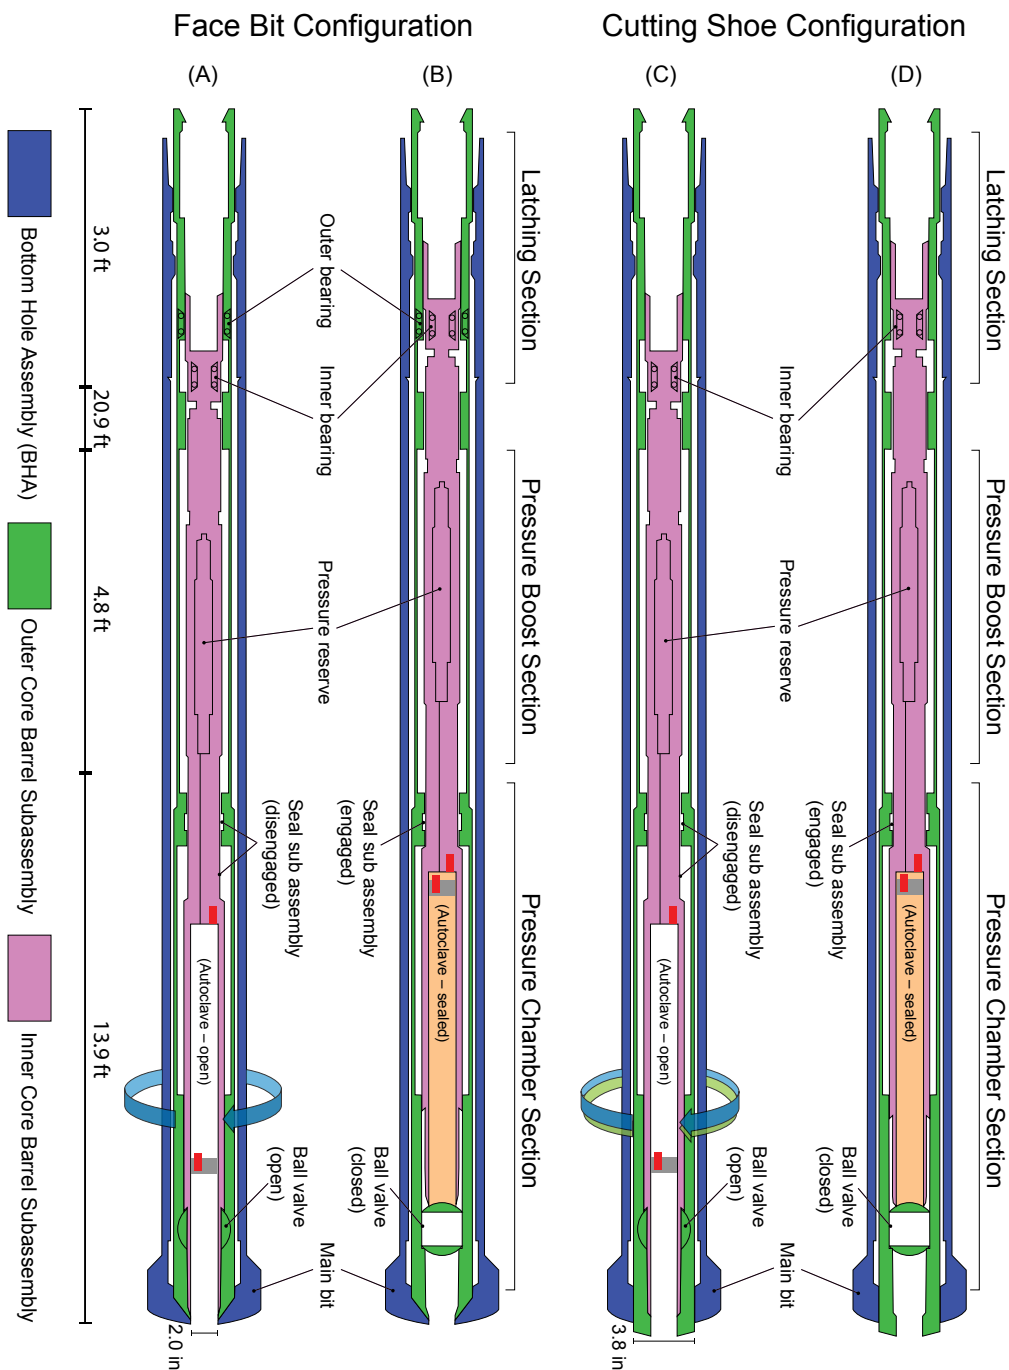 Face Bit Configuration
Cutting Shoe Configuration
(A)
(B)
(C)
(D)
Latching Section
Latching Section
Outer bearing
Inner bearing
Inner bearing
Pressure Boost Section
Pressure Boost Section
Pressure reserve
Pressure reserve
Pressure Chamber Section
Pressure Chamber Section
Seal sub assembly
(disengaged)
Seal sub assembly
(engaged)
Seal sub assembly
(disengaged)
Seal sub assembly
(engaged)
(Autoclave – open)
(Autoclave – sealed)
(Autoclave – open)
(Autoclave – sealed)
Ball valve
(open)
Ball valve
(closed)
Ball valve
(open)
Ball valve
(closed)
Main bit
Main bit
2.0 in
3.8 in
3.0 ft
20.9 ft
4.8 ft
13.9 ft
Bottom Hole Assembly (BHA)
Outer Core Barrel Subassembly
Inner Core Barrel Subassembly